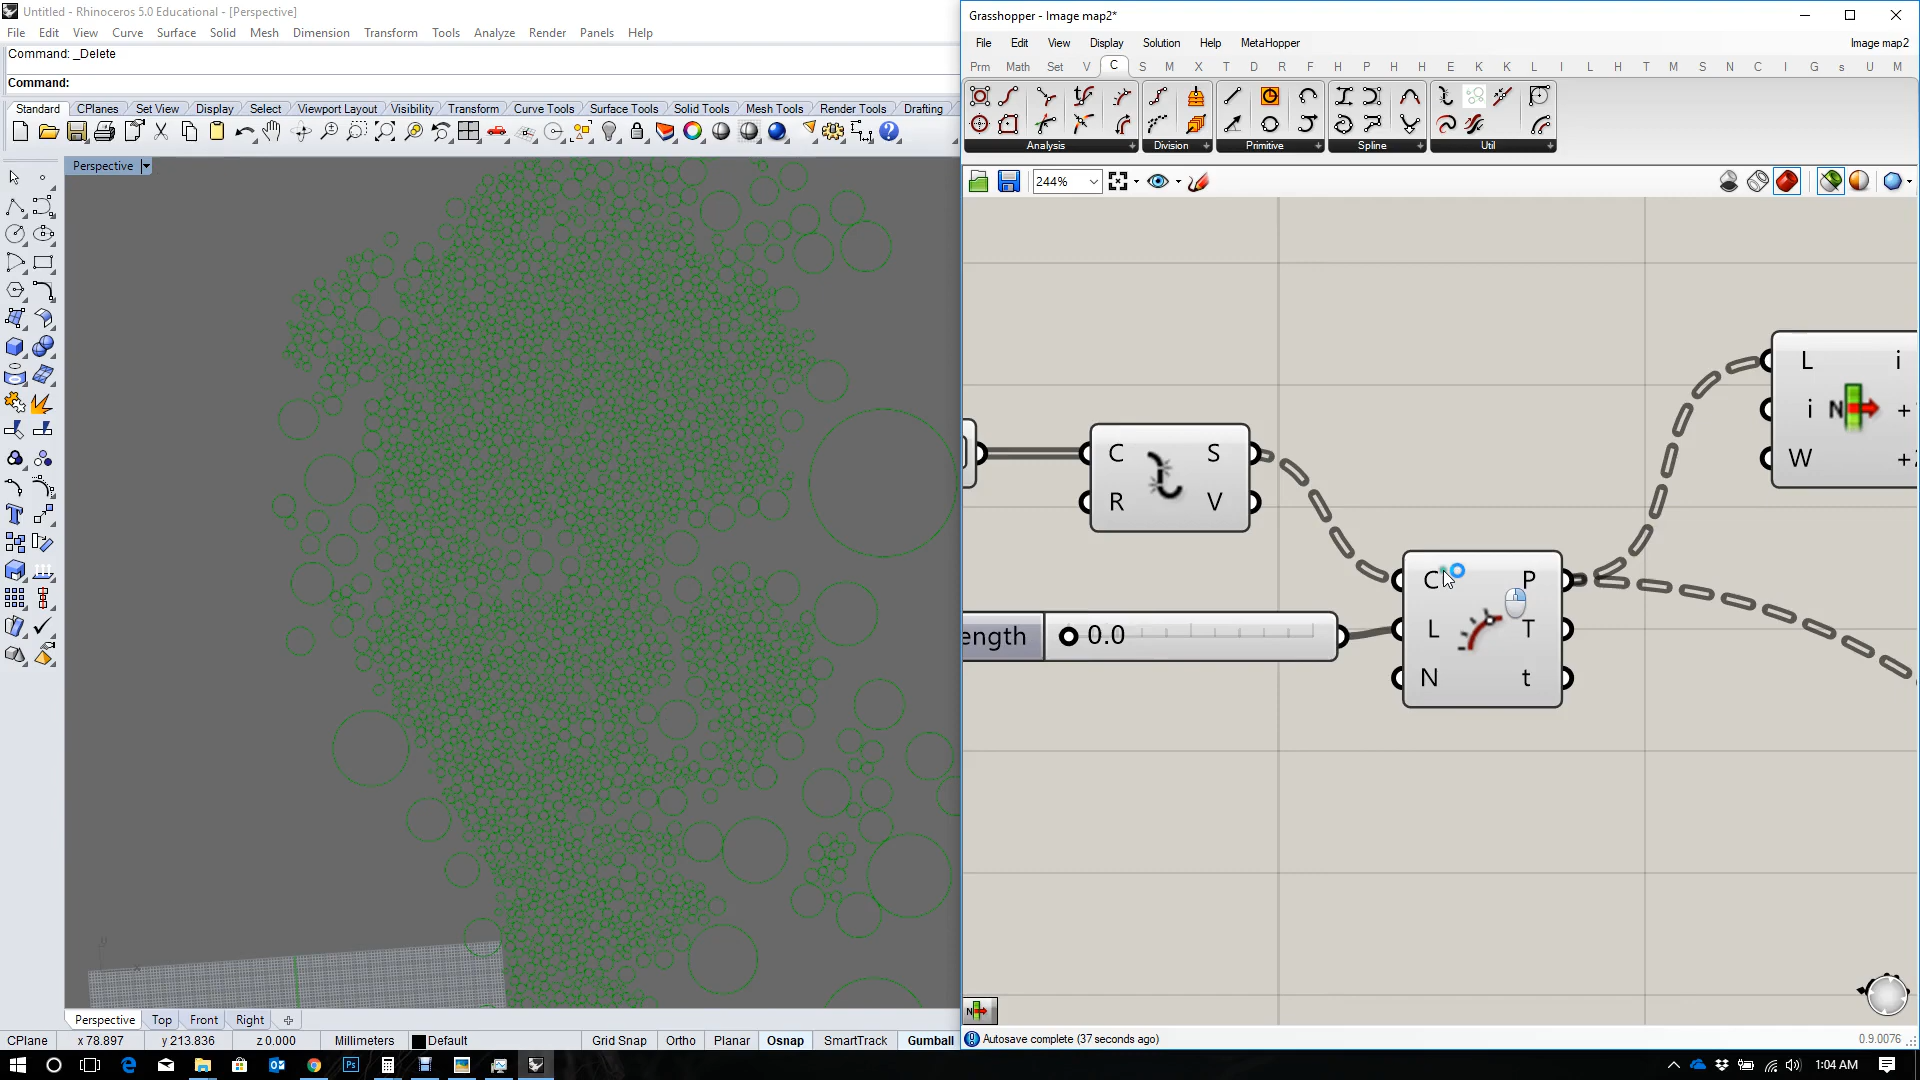 Untitled - Rhinoceros 5.0 Educational - [Perspective]
File Edit View Curve Surface Solid Mesh Dimension Transform Tools Analyze Render Panels Help
Command: _Delete
Command:
Standard CPlanes Set View Display Select Viewport Layout Visibility Transform Curve Tools Surface Tools Solid Tools Mesh Tools Render Tools Drafting
Perspective
Perspective Top Front Right
CPlane x 78.897 y 213.836 z 0.000 Millimeters Default Grid Snap Ortho Planar Osnap SmartTrack Gumball
Grasshopper - Image map2*
File Edit View Display Solution Help MetaHopper Image map2
Prm Math Set V C S M X T D R F H P H H E K K L I L H T M S N C I G s U M
Analysis Division Primitive Spline Util
244%
L i
i N +
W +
C S
R V
C P
L T
N t
ength 0.0
Autosave complete (37 seconds ago) 0.9.0076
1:04 AM